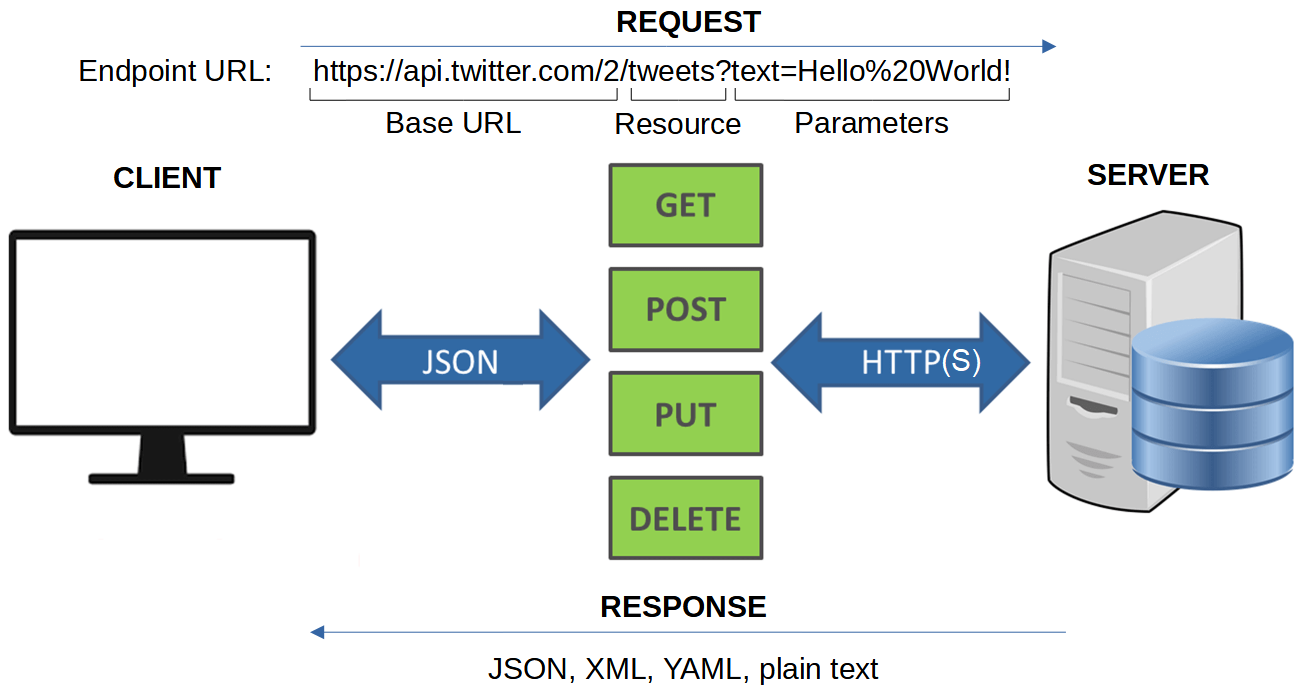 REQUEST
Endpoint URL: https://api.twitter.com/2/tweets?text=Hello%20World!
Base URL Resource Parameters
CLIENT
SERVER
GET
POST
JSON
HTTP(S)
PUT
DELETE
RESPONSE
JSON, XML, YAML, plain text